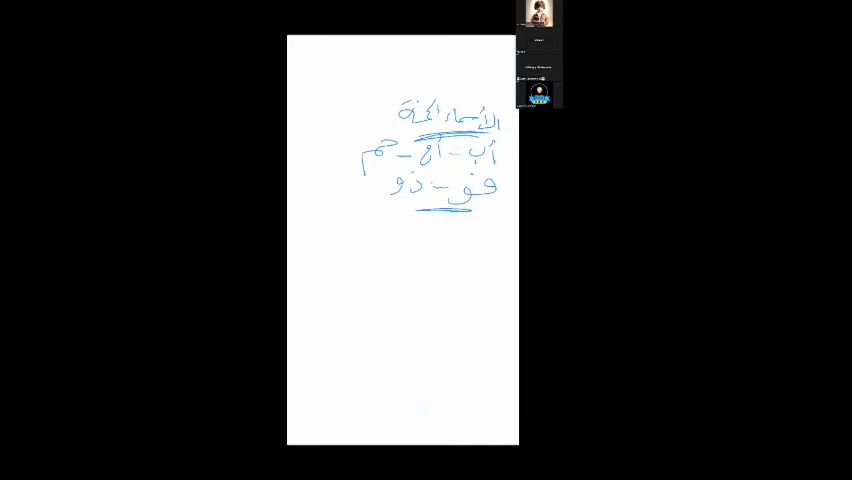 الأسماء الخمسة
أب - أخ - حم
فو - ذو